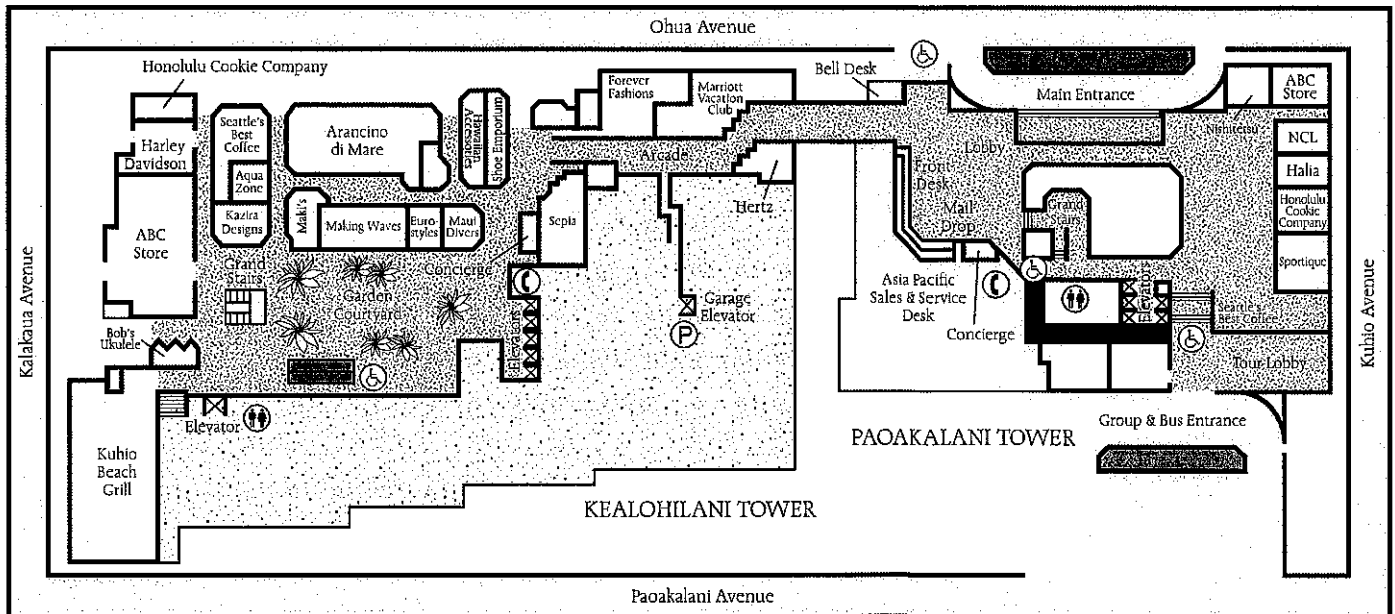 Ohua Avenue
Honolulu Cookie Company
Bell Desk
Forever
Fashions
Marriott
Vacation
Club
Main Entrance
ABC
Store
Nishitetsu
Seattle's
Best
Coffee
Arancino
di Mare
Hawaiian
Accessories
Shoe Emporium
Harley
Davidson
Arcade
Lobby
NCL
Front
Desk
Halia
Aqua
Zone
Kazira
Designs
Maki's
Making Waves
Euro-
styles
Maui
Divers
Sepia
Hertz
Mail
Drop
Grand
Stairs
Honolulu
Cookie
Company
ABC
Store
Concierge
Sportique
Grand
Stairs
Garden
Courtyard
Asia Pacific
Sales & Service
Desk
Concierge
Elevators
Elevators
Garage
Elevator
P
Seattle's
Best Coffee
Bob's
Ukulele
Kalakaua Avenue
Kuhio Avenue
Tour Lobby
Elevator
Group & Bus Entrance
PAOAKALANI TOWER
Kuhio
Beach
Grill
KEALOHILANI TOWER
Paoakalani Avenue